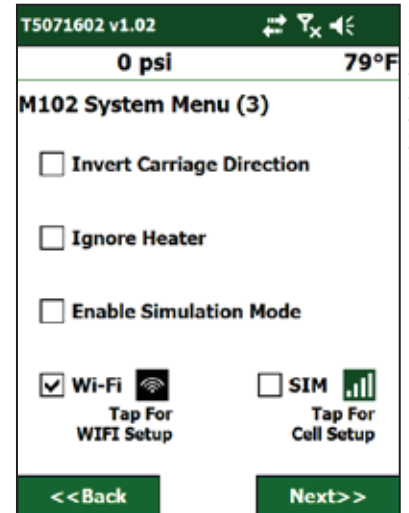 T5071602 v1.02
0 psi 79°F
M102 System Menu (3)
Invert Carriage Direction
Ignore Heater
Enable Simulation Mode
Wi-Fi SIM
Tap For Tap For
WIFI Setup Cell Setup
<<Back Next>>